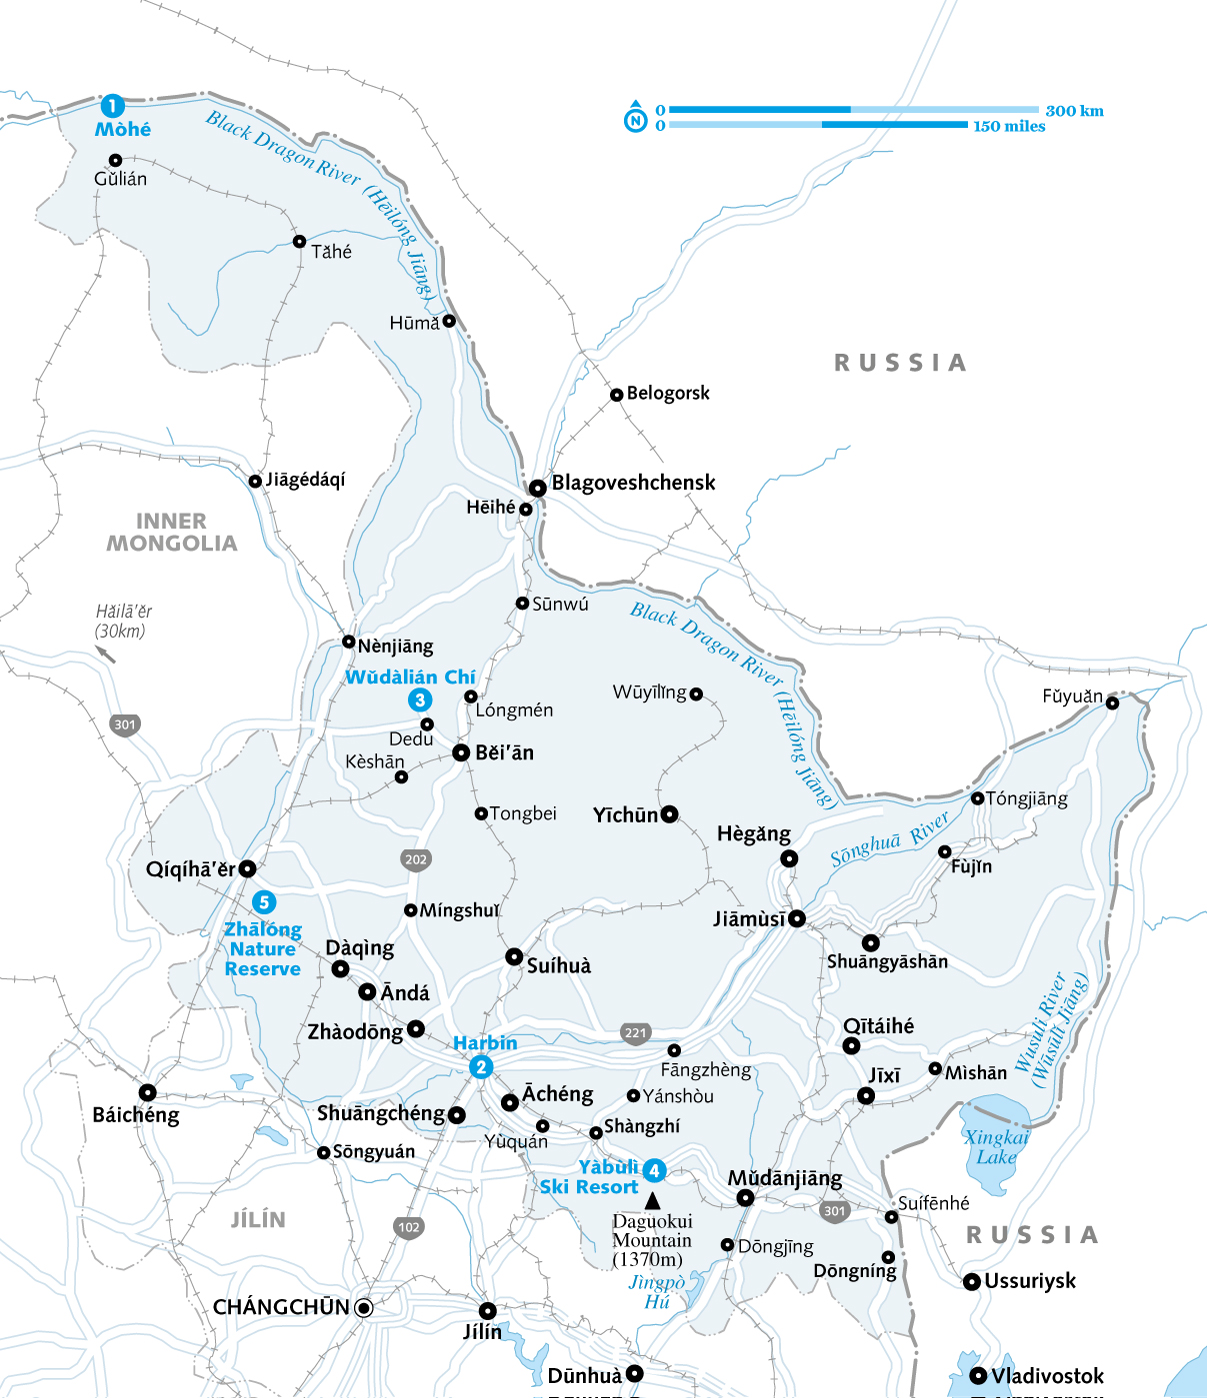 1
Mòhé
Gǔlián
Black Dragon River (Hēilóng Jiāng)
0
300 km
N
0
150 miles
Tǎhé
Hūmǎ
RUSSIA
Belogorsk
Jiāgédáqí
Blagoveshchensk
Hēihé
INNER
MONGOLIA
Hǎilā'ěr
(30km)
Sūnwú
Black Dragon River (Hēilóng Jiāng)
Nènjiāng
Wǔdàlián Chí
3
Wūyīlǐng
Fǔyuǎn
Lóngmén
301
Dedu
Běi'ān
Kèshān
Tóngjiāng
Tongbei
Yīchūn
Hègǎng
Sōnghuā River
202
Fùjǐn
Qíqíhā'ěr
5
Míngshuǐ
Jiāmùsī
Zhālóng
Nature
Reserve
Dàqìng
Suíhuà
Shuāngyāshān
Āndá
Zhàodōng
Qītáihé
221
Harbin
2
Wusuli River
(Wūsūlǐ Jiāng)
Fāngzhèng
Jīxī
Mìshān
Āchéng
Yánshòu
Báichéng
Shuāngchéng
Yùquán
Shàngzhí
Xingkai
Lake
Sōngyuán
Yàbùlì
Ski Resort
4
Mǔdānjiāng
Suífēnhé
JÍLÍN
102
301
Daguokui
Mountain
(1370m)
RUSSIA
Dōngjīng
Dōngníng
Jìngpò
Hú
Ussuriysk
CHÁNGCHŪN
Jílín
Dūnhuà
Vladivostok